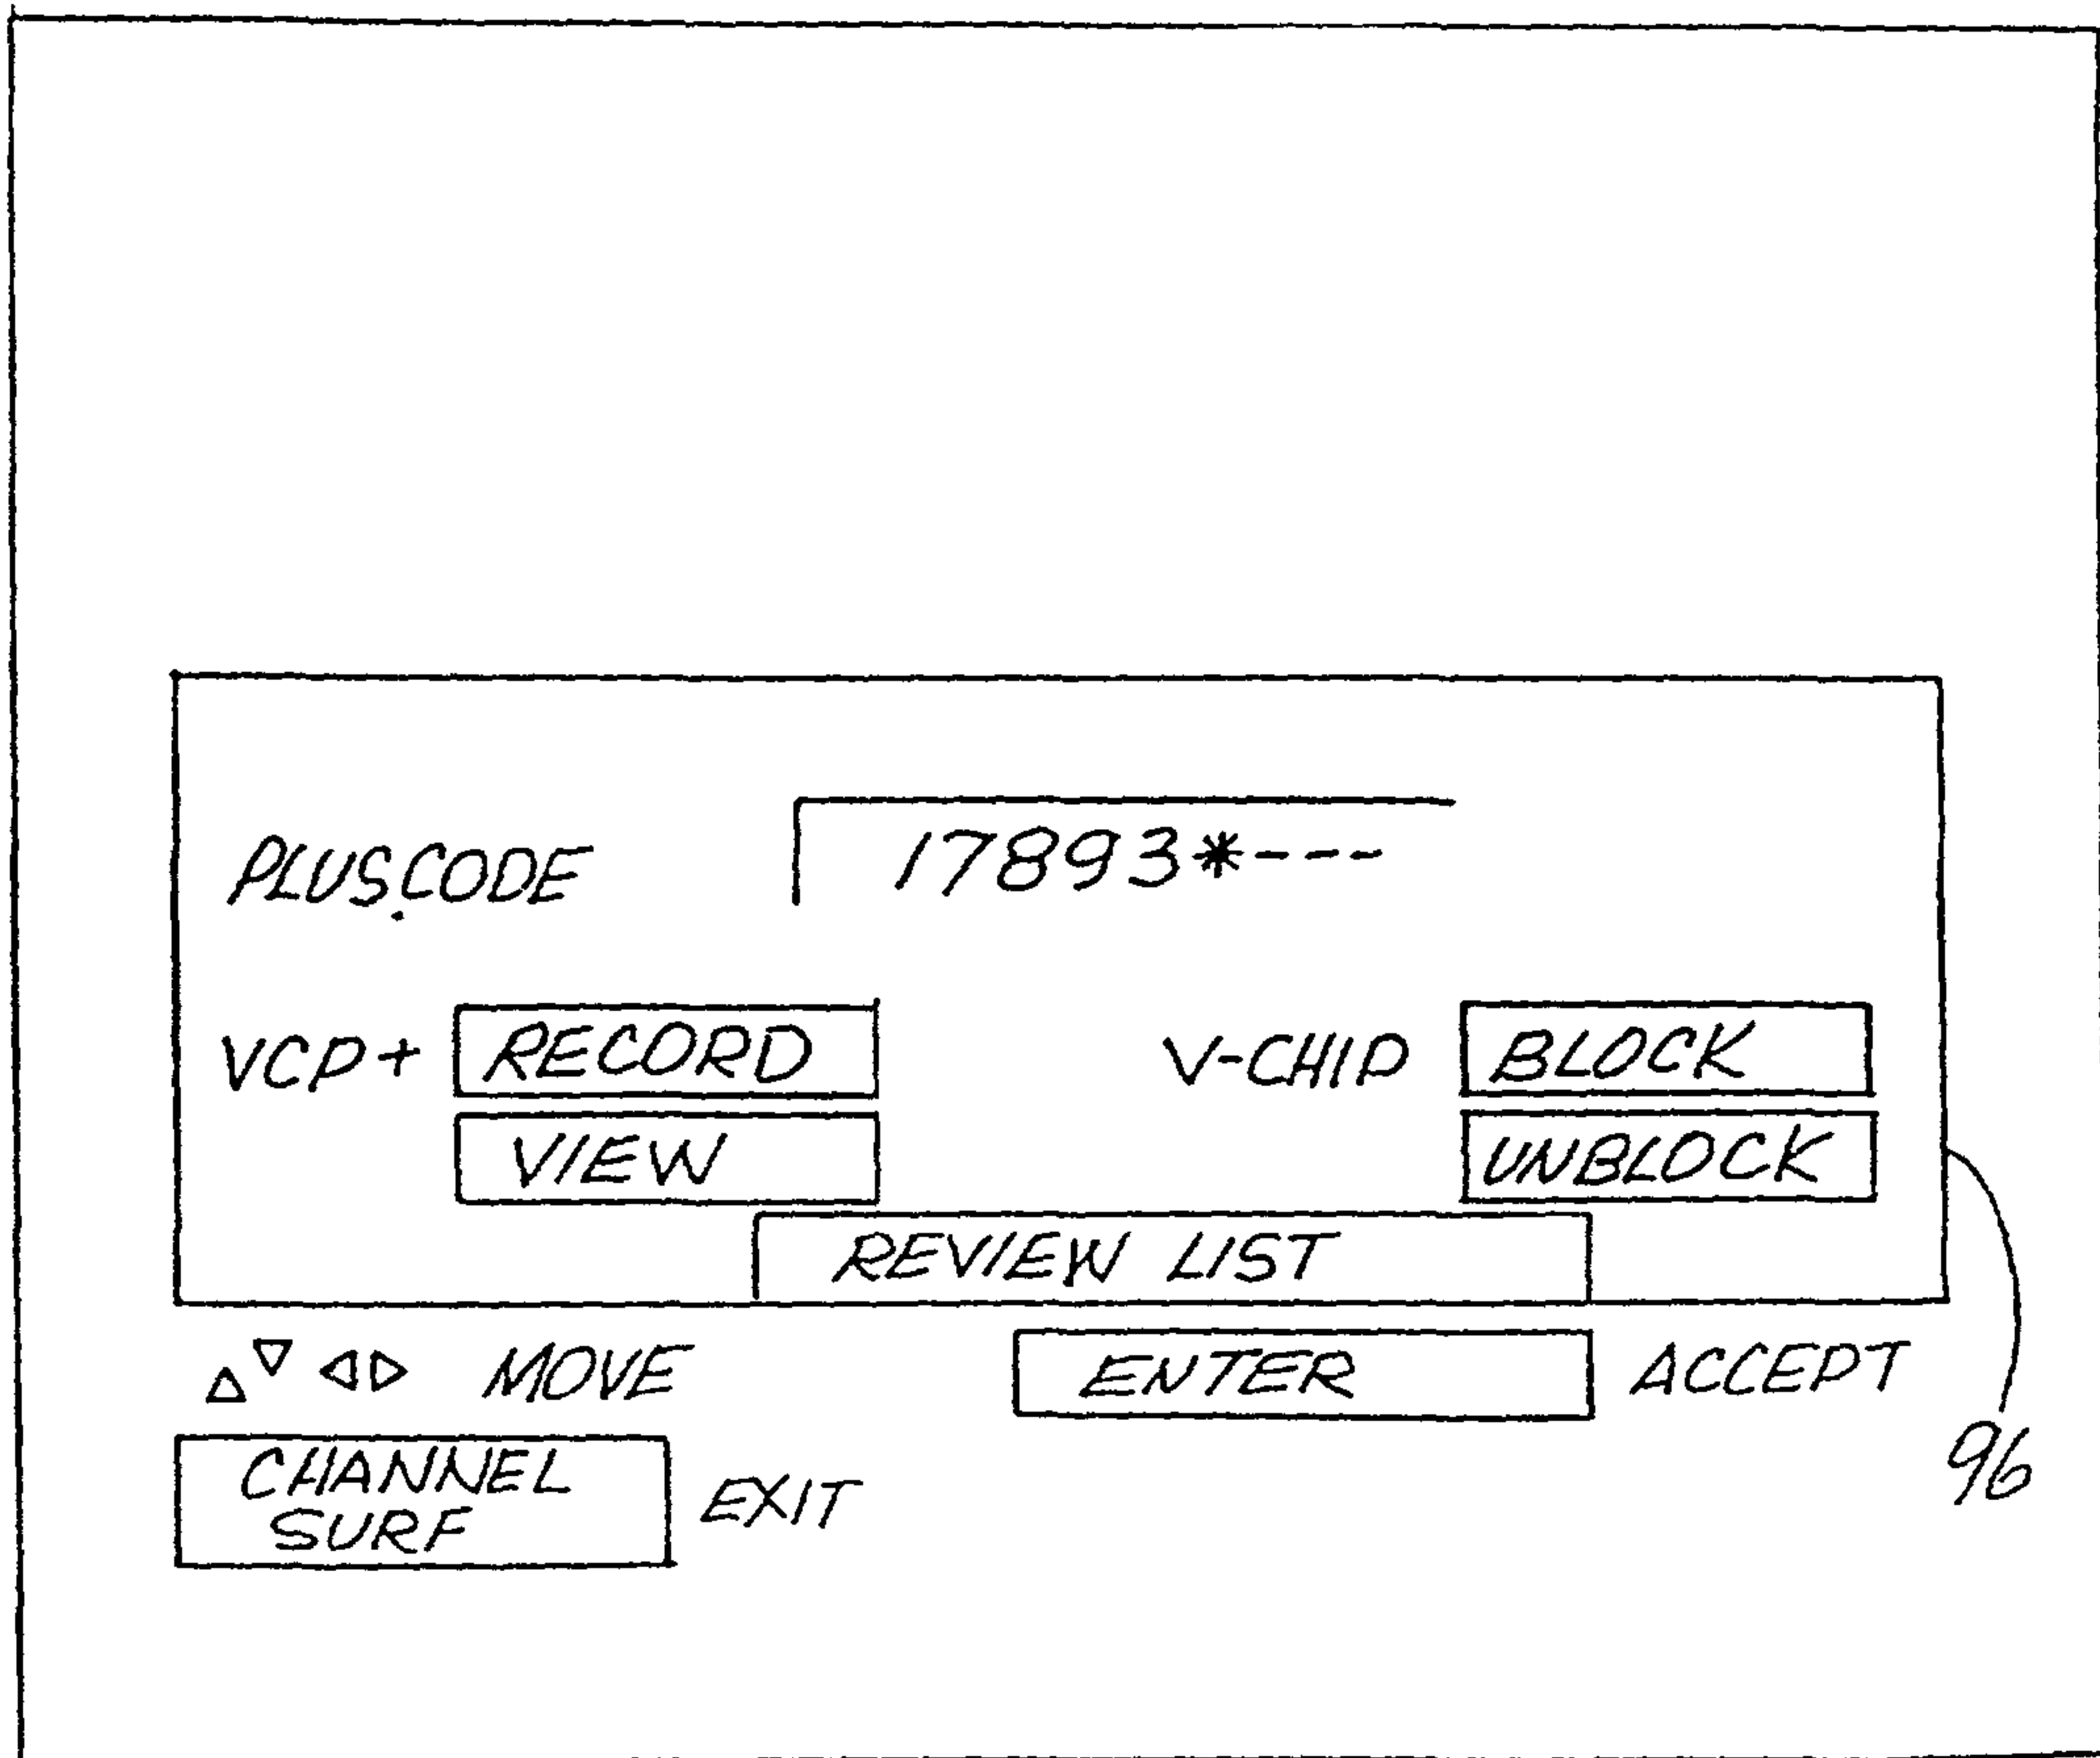 PLUS CODE 17893*---
VCP+ RECORD V-CHIP BLOCK
VIEW UNBLOCK
REVIEW LIST
MOVE ENTER ACCEPT
CHANNEL
SURF
EXIT
96